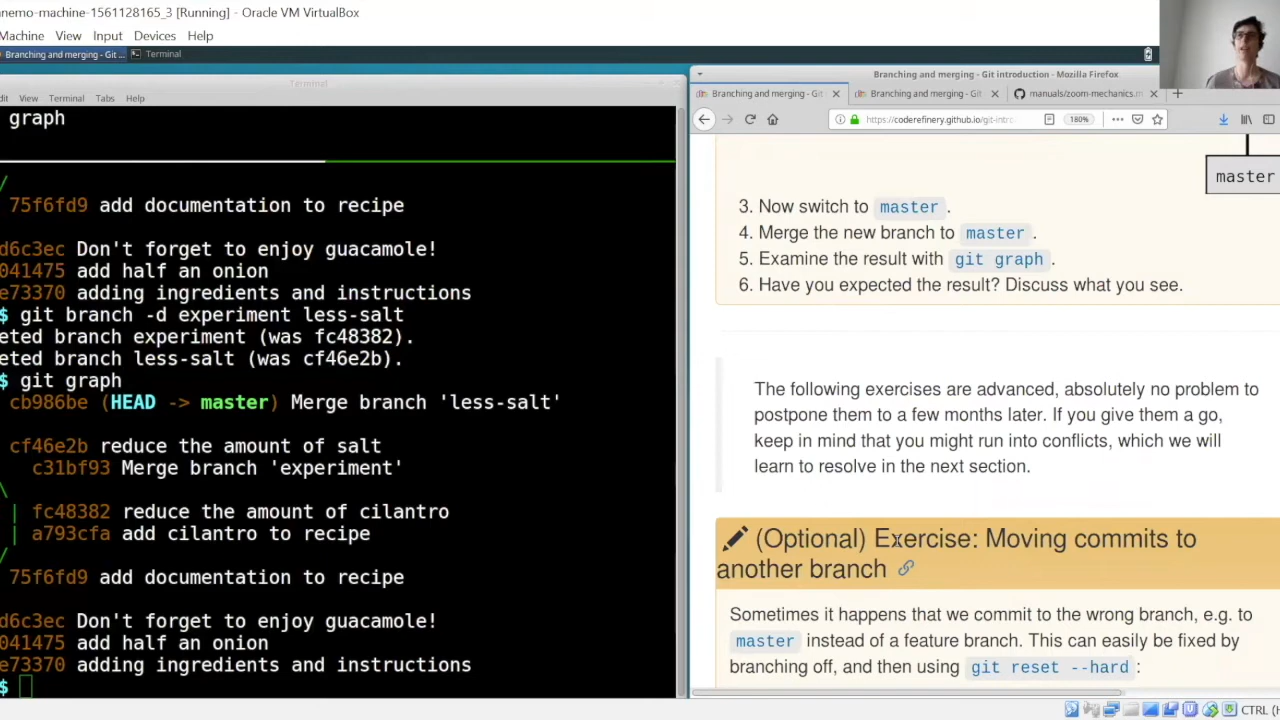 nemo-machine-1561128165_3 [Running] - Oracle VM VirtualBox
Machine View Input Devices Help
Branching and merging - Git ... Terminal
Terminal
Branching and merging - Git introduction - Mozilla Firefox
dit View Terminal Tabs Help
Branching and merging - Git Branching and merging - Git manuals/zoom-mechanics.m
https://coderefinery.github.io/git-intro 180%
graph
/
75f6fd9 add documentation to recipe
d6c3ec Don't forget to enjoy guacamole!
041475 add half an onion
e73370 adding ingredients and instructions
$ git branch -d experiment less-salt
eted branch experiment (was fc48382).
eted branch less-salt (was cf46e2b).
$ git graph
cb986be (HEAD -> master) Merge branch 'less-salt'
cf46e2b reduce the amount of salt
c31bf93 Merge branch 'experiment'
\
| fc48382 reduce the amount of cilantro
| a793cfa add cilantro to recipe
/
75f6fd9 add documentation to recipe
d6c3ec Don't forget to enjoy guacamole!
041475 add half an onion
e73370 adding ingredients and instructions
$
master
3. Now switch to master .
4. Merge the new branch to master .
5. Examine the result with git graph .
6. Have you expected the result? Discuss what you see.
The following exercises are advanced, absolutely no problem to
postpone them to a few months later. If you give them a go,
keep in mind that you might run into conflicts, which we will
learn to resolve in the next section.
(Optional) Exercise: Moving commits to
another branch
Sometimes it happens that we commit to the wrong branch, e.g. to
master instead of a feature branch. This can easily be fixed by
branching off, and then using git reset --hard :
CTRL (